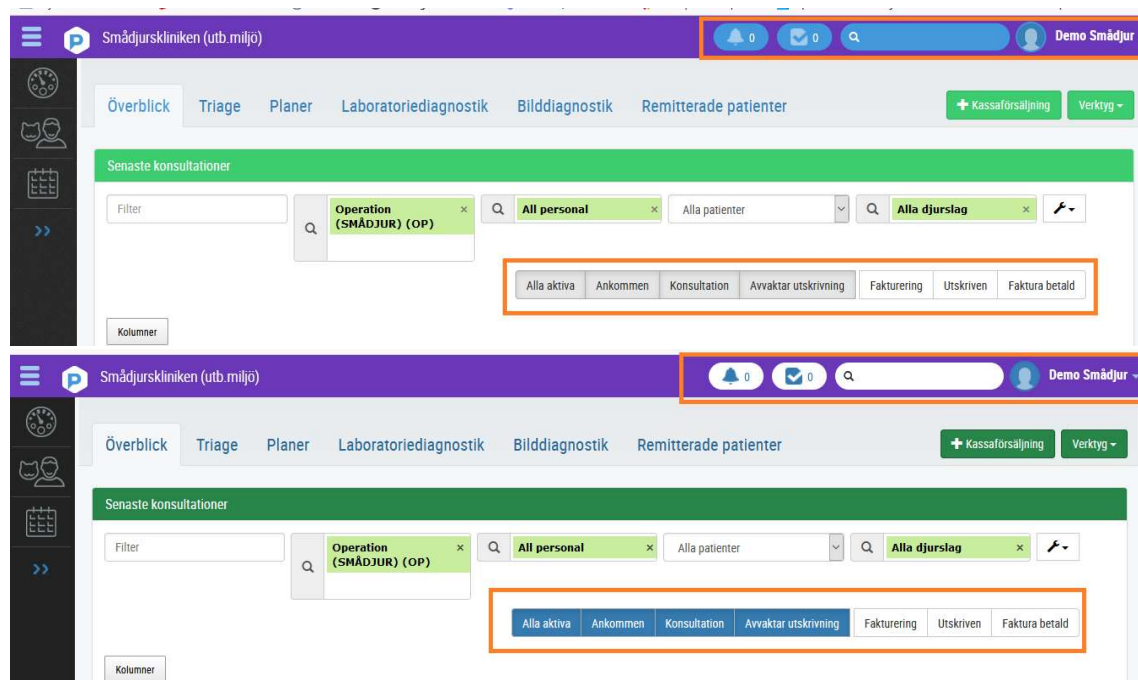 Smådjurskliniken (utb.miljö) 0 0 Demo Smådjur
Överblick Triage Planer Laboratoriediagnostik Bilddiagnostik Remitterade patienter Kassaförsäljning Verktyg
Senaste konsultationer
Filter Operation × All personal × Alla patienter Alla djurslag ×
(SMÅDJUR) (OP)
Alla aktiva Ankommen Konsultation Avvaktar utskrivning Fakturering Utskriven Faktura betald
Kolumner
Smådjurskliniken (utb.miljö) 0 0 Demo Smådjur
Överblick Triage Planer Laboratoriediagnostik Bilddiagnostik Remitterade patienter Kassaförsäljning Verktyg
Senaste konsultationer
Filter Operation × All personal × Alla patienter Alla djurslag ×
(SMÅDJUR) (OP)
Alla aktiva Ankommen Konsultation Avvaktar utskrivning Fakturering Utskriven Faktura betald
Kolumner